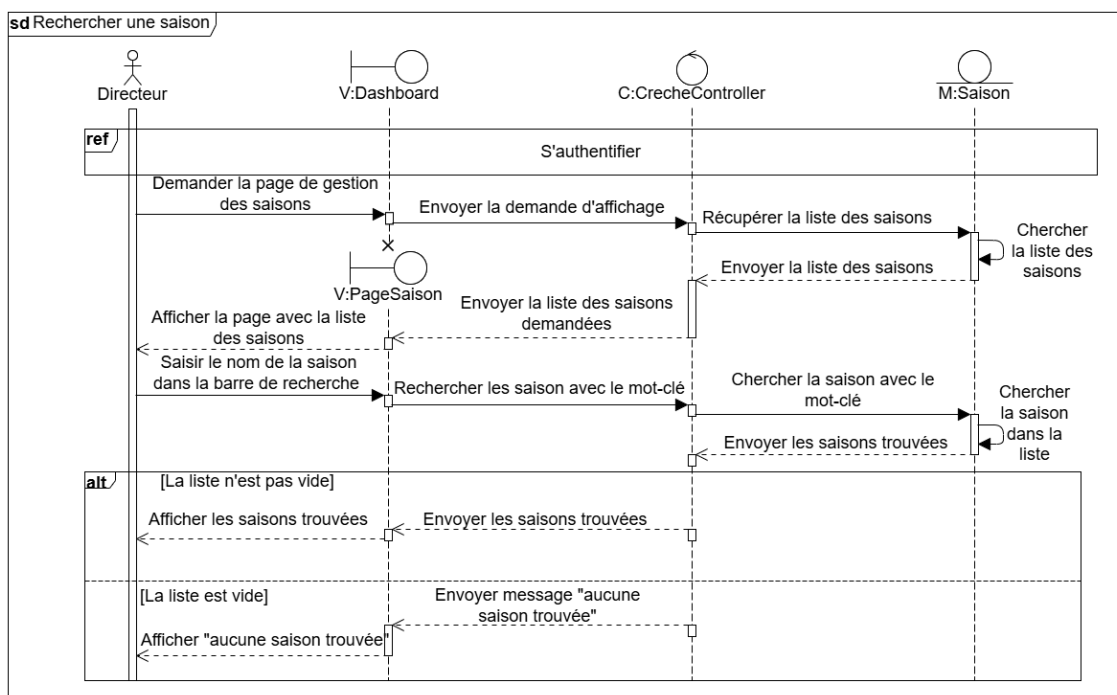 sd Rechercher une saison
Directeur
V:Dashboard
C:CrecheController
M:Saison
ref
S'authentifier
Demander la page de gestion
des saisons
Envoyer la demande d'affichage
Récupérer la liste des saisons
Chercher
la liste des
saisons
Envoyer la liste des saisons
V:PageSaison
Envoyer la liste des saisons
demandées
Afficher la page avec la liste
des saisons
Saisir le nom de la saison
dans la barre de recherche
Rechercher les saison avec le mot-clé
Chercher la saison avec le
mot-clé
Chercher
la saison
dans la
liste
Envoyer les saisons trouvées
alt
[La liste n'est pas vide]
Afficher les saisons trouvées
Envoyer les saisons trouvées
[La liste est vide]
Envoyer message "aucune
saison trouvée"
Afficher "aucune saison trouvée"